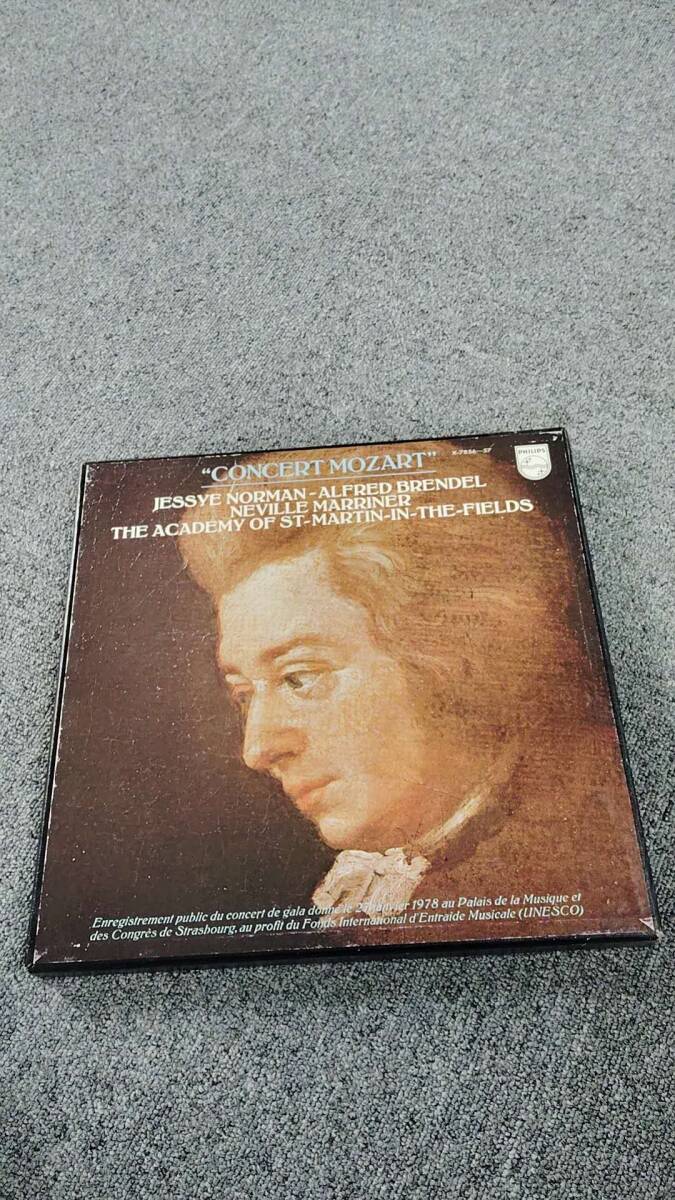 "CONCERT MOZART"
X-7856-57
PHILIPS
JESSYE NORMAN - ALFRED BRENDEL
NEVILLE MARRINER
THE ACADEMY OF ST-MARTIN-IN-THE-FIELDS
Enregistrement public du concert de gala donné le janvier 1978 au Palais de la Musique et
des Congrès de Strasbourg, au profit du Fonds International d'Entraide Musicale (UNESCO)